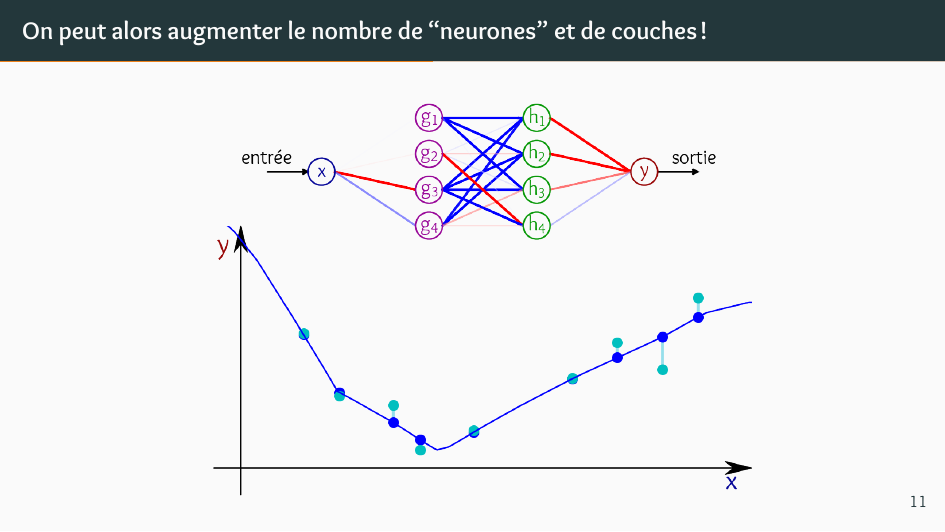 On peut alors augmenter le nombre de “neurones” et de couches !
g1 h1
g2 h2
entrée x y sortie
g3 h3
g4 h4
y
x
11